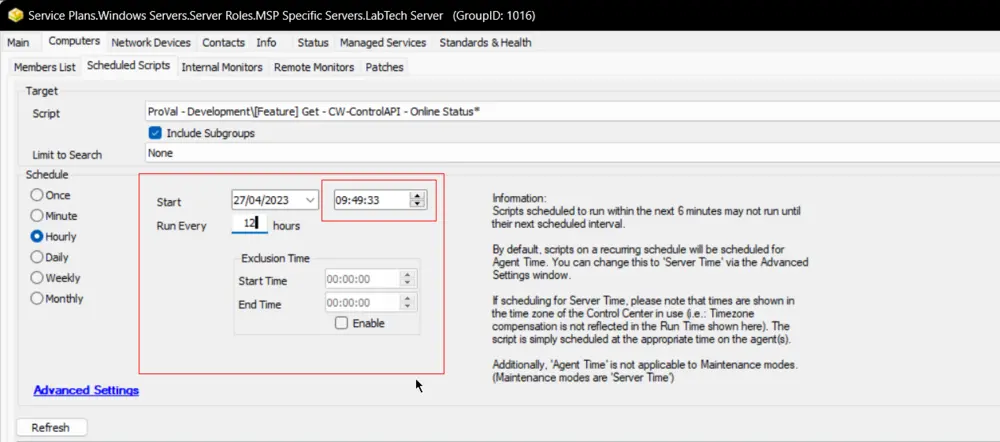 Service Plans.Windows Servers.Server Roles.MSP Specific Servers.LabTech Server (GroupID: 1016)
Main Computers Network Devices Contacts Info Status Managed Services Standards & Health
Members List Scheduled Scripts Internal Monitors Remote Monitors Patches
Target
Script ProVal - Development\[Feature] Get - CW-ControlAPI - Online Status*
Include Subgroups
Limit to Search None
Schedule
Once
Minute
Hourly
Daily
Weekly
Monthly
Start 27/04/2023 09:49:33
Run Every 12 hours
Exclusion Time
Start Time 00:00:00
End Time 00:00:00
Enable
Information:
Scripts scheduled to run within the next 6 minutes may not run until
their next scheduled interval.
By default, scripts on a recurring schedule will be scheduled for
Agent Time. You can change this to 'Server Time' via the Advanced
Settings window.
If scheduling for Server Time, please note that times are shown in
the time zone of the Control Center in use (i.e.: Timezone
compensation is not reflected in the Run Time shown here). The
script is simply scheduled at the appropriate time on the agent(s).
Additionally, 'Agent Time' is not applicable to Maintenance modes.
(Maintenance modes are 'Server Time')
Advanced Settings
Refresh